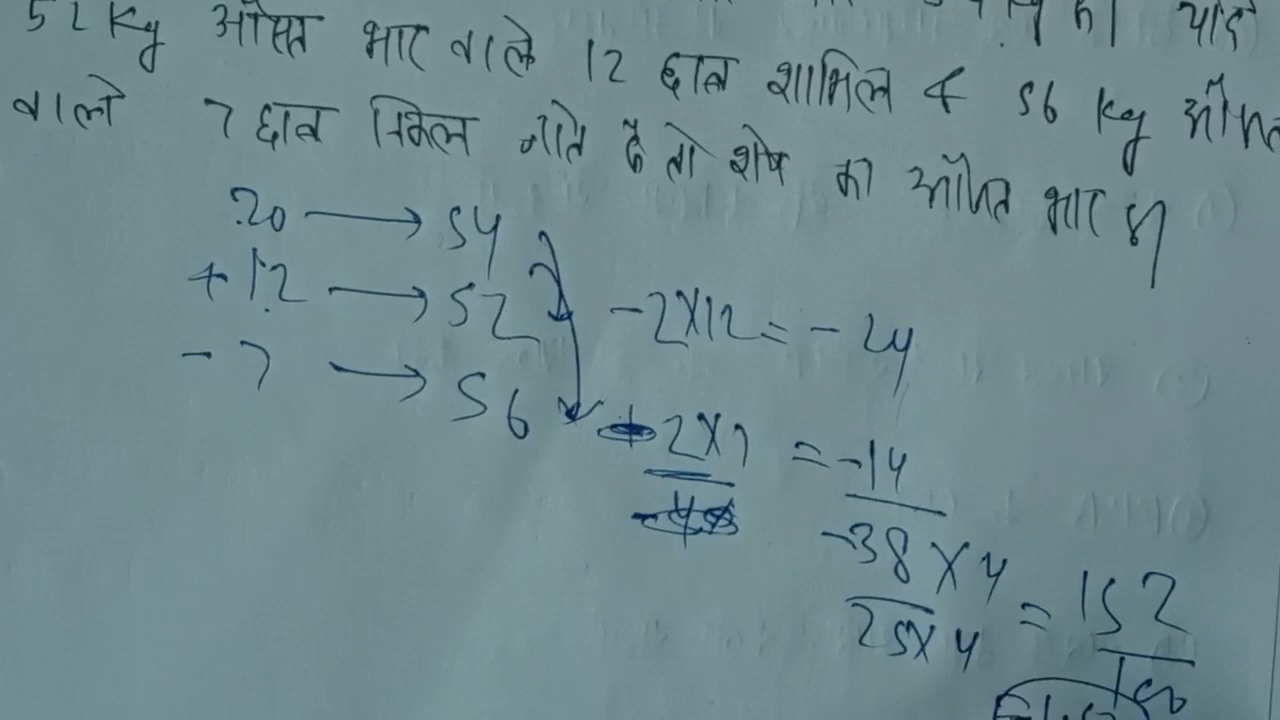 52 Kg औसत भार वाले 12 छात्र शामिल & 56 Kg औसत
वाले 7 छात्र निकल जाते हैं तो शेष का औसत भार
20 → 54
+ 12 → 52 -2×12 = - 24
- 7 → 56
2×7 = -14
-38×4
25×4
= 152
100